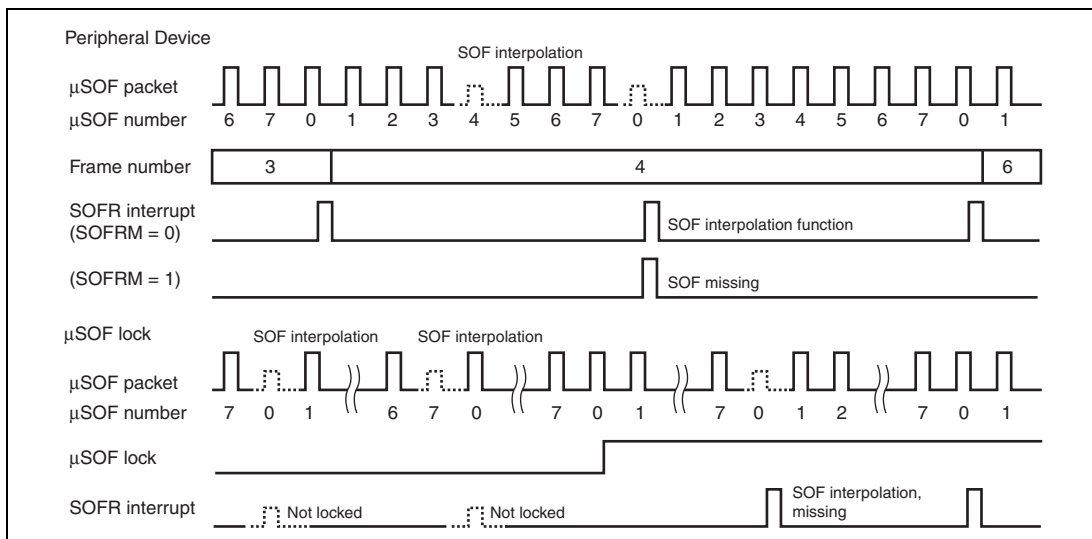 Peripheral Device
SOF interpolation
μSOF packet
μSOF number 6 7 0 1 2 3 4 5 6 7 0 1 2 3 4 5 6 7 0 1
Frame number 3 4 6
SOFR interrupt
(SOFRM = 0)
SOF interpolation function
(SOFRM = 1)
SOF missing
μSOF lock
SOF interpolation SOF interpolation
μSOF packet
μSOF number 7 0 1 6 7 0 7 0 1 7 0 1 2 7 0 1
μSOF lock
SOFR interrupt
Not locked Not locked
SOF interpolation,
missing